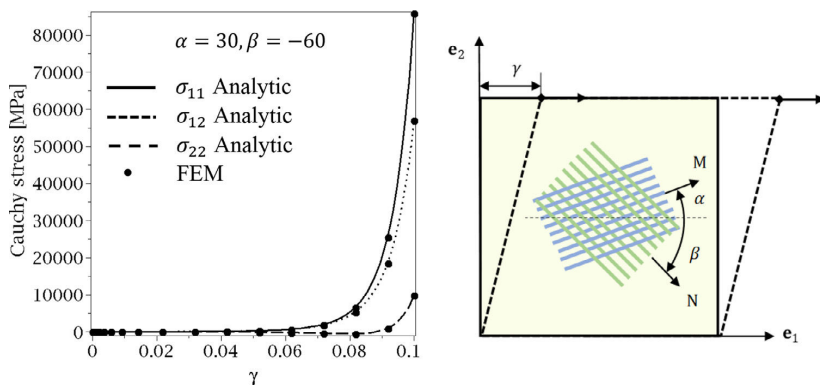 α = 30, β = −60
σ11 Analytic
σ12 Analytic
σ22 Analytic
FEM
Cauchy stress [MPa]
80000
70000
60000
50000
40000
30000
20000
10000
0
0 0.02 0.04 0.06 0.08 0.1
γ
e2
γ
M
α
β
N
e1